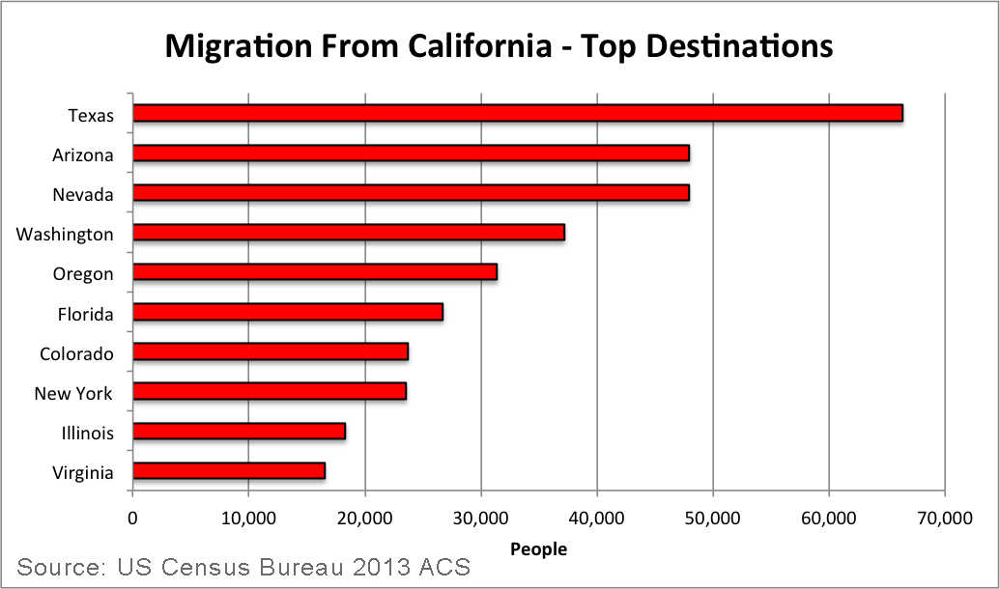 Migration From California - Top Destinations
Texas
Arizona
Nevada
Washington
Oregon
Florida
Colorado
New York
Illinois
Virginia
0 10,000 20,000 30,000 40,000 50,000 60,000 70,000
People
Source: US Census Bureau 2013 ACS